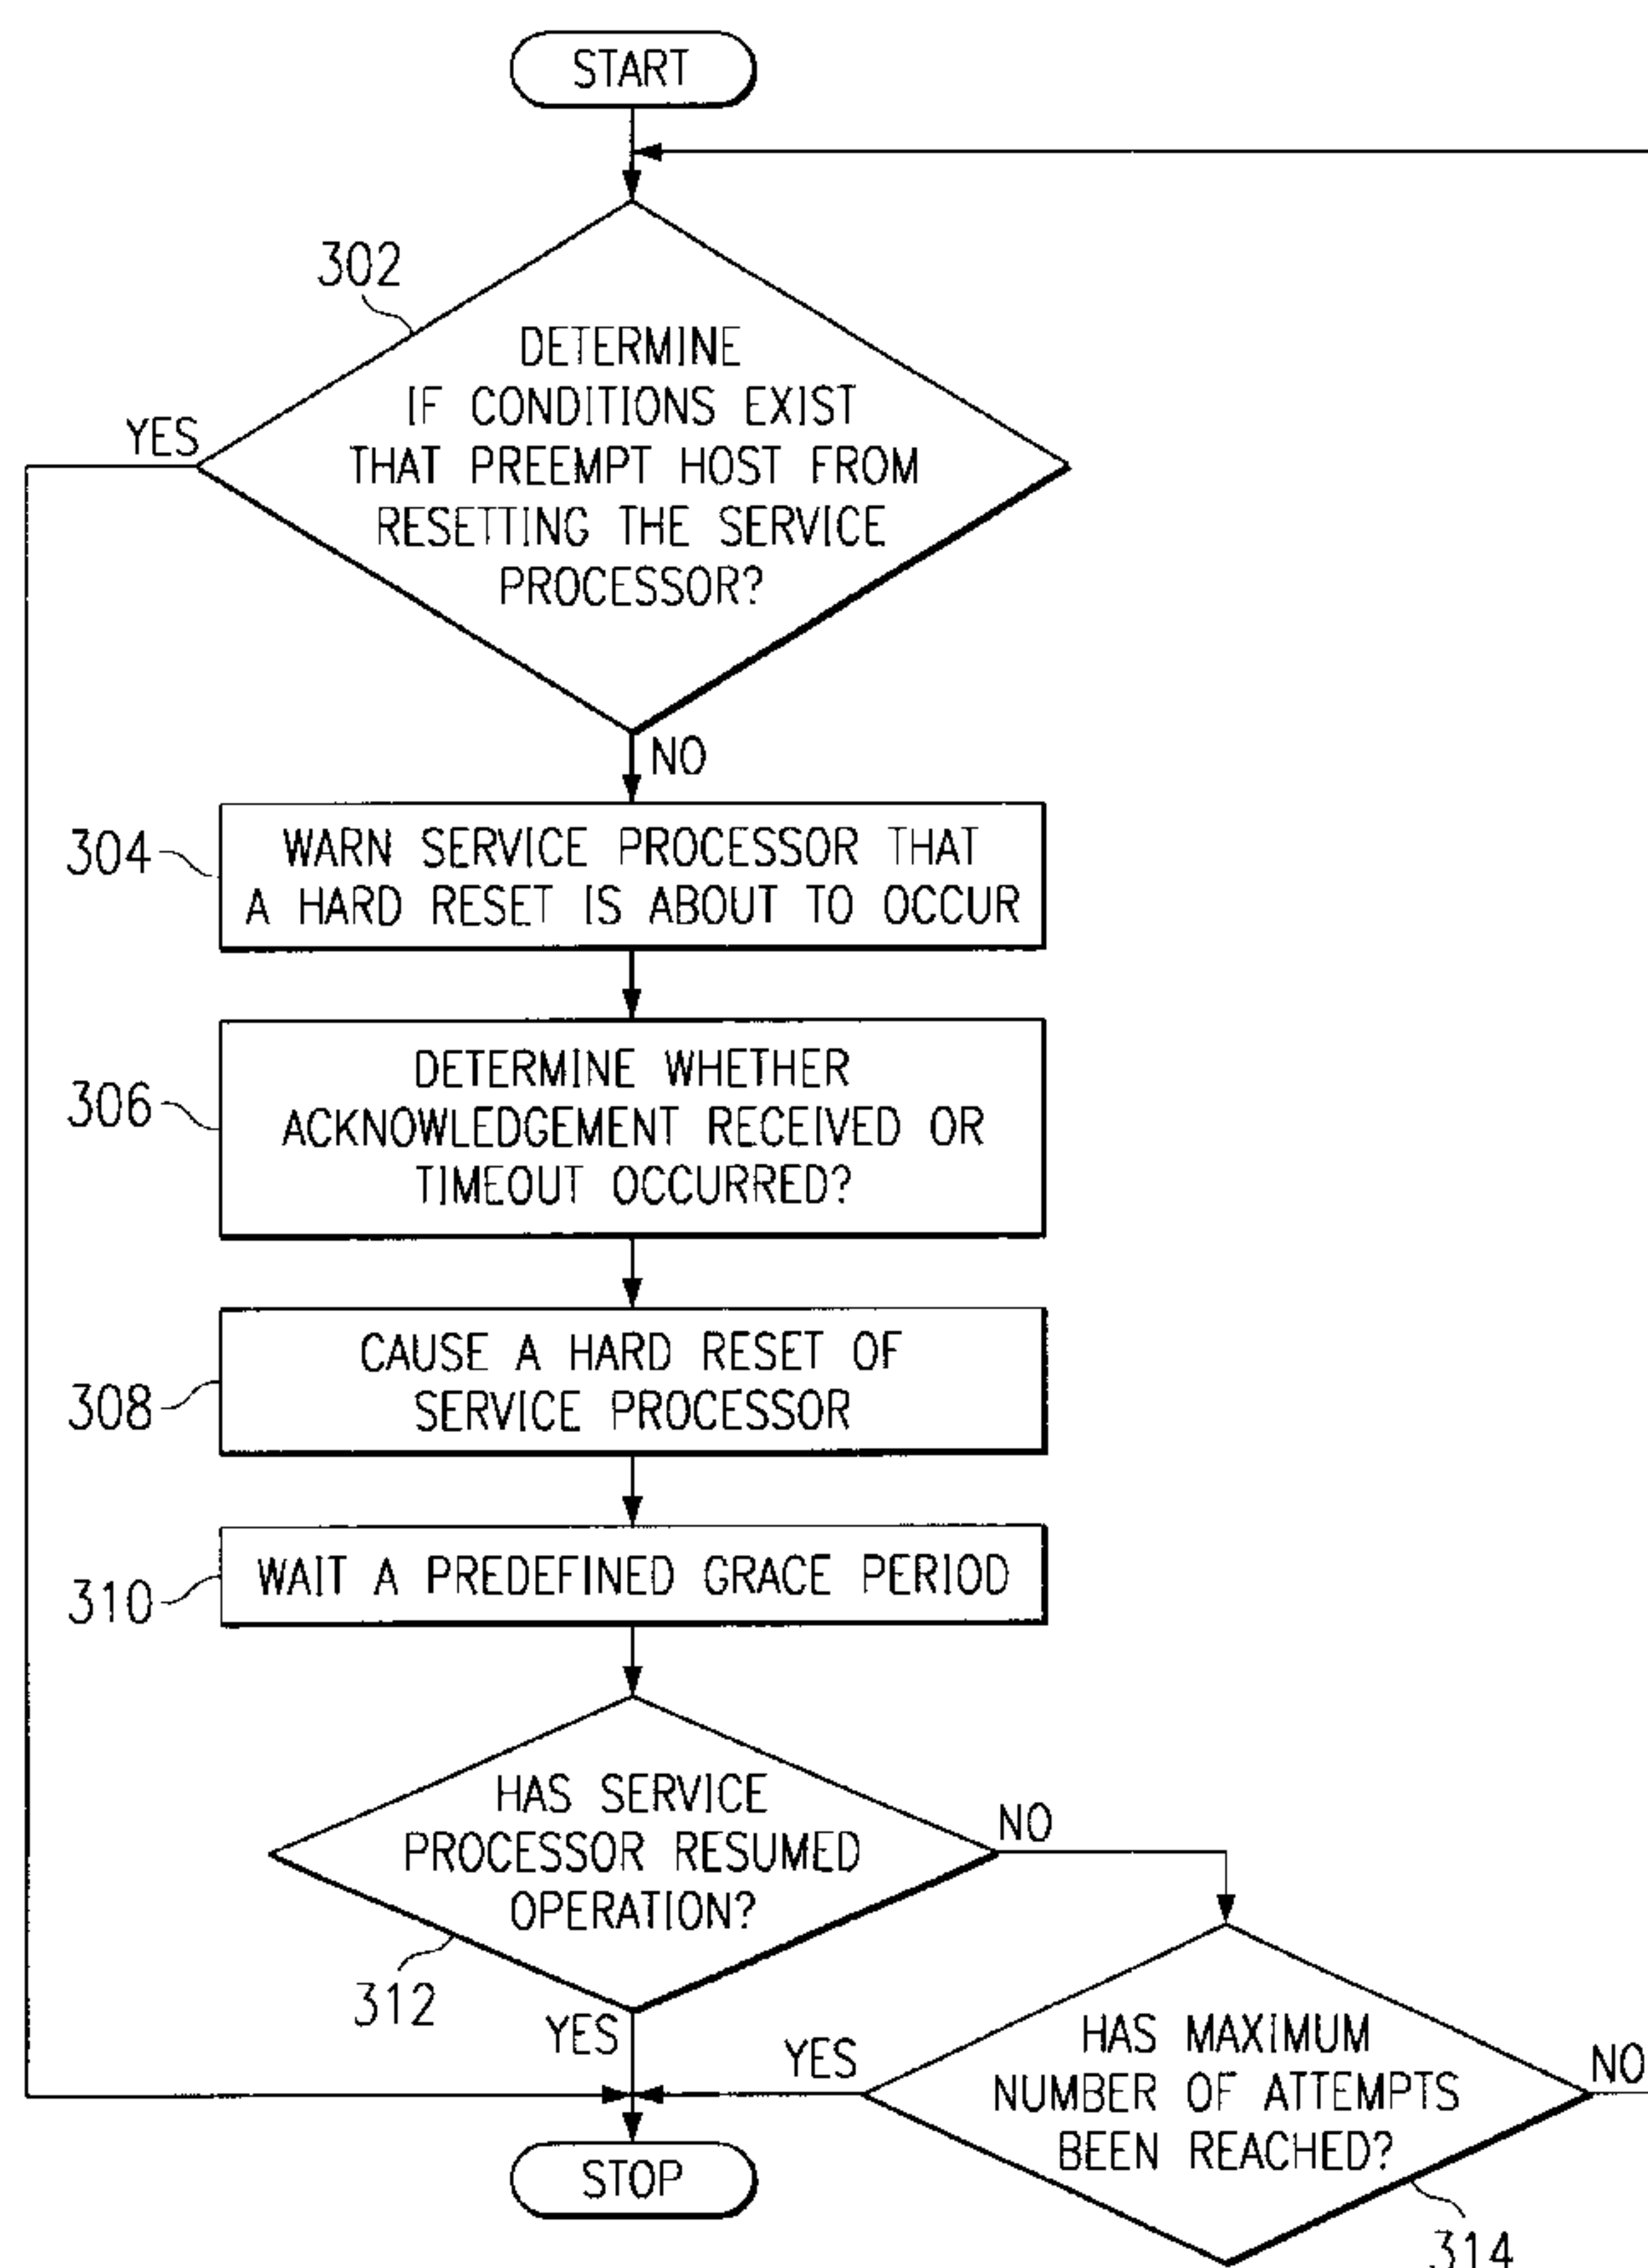 START
302
DETERMINE
IF CONDITIONS EXIST
THAT PREEMPT HOST FROM
RESETTING THE SERVICE
PROCESSOR?
YES
NO
304
WARN SERVICE PROCESSOR THAT
A HARD RESET IS ABOUT TO OCCUR
306
DETERMINE WHETHER
ACKNOWLEDGEMENT RECEIVED OR
TIMEOUT OCCURRED?
308
CAUSE A HARD RESET OF
SERVICE PROCESSOR
310
WAIT A PREDEFINED GRACE PERIOD
HAS SERVICE
PROCESSOR RESUMED
OPERATION?
NO
312
YES
YES
HAS MAXIMUM
NUMBER OF ATTEMPTS
BEEN REACHED?
NO
STOP
314